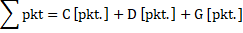 ∑ pkt = C [pkt.] + D [pkt.] + G [pkt.]